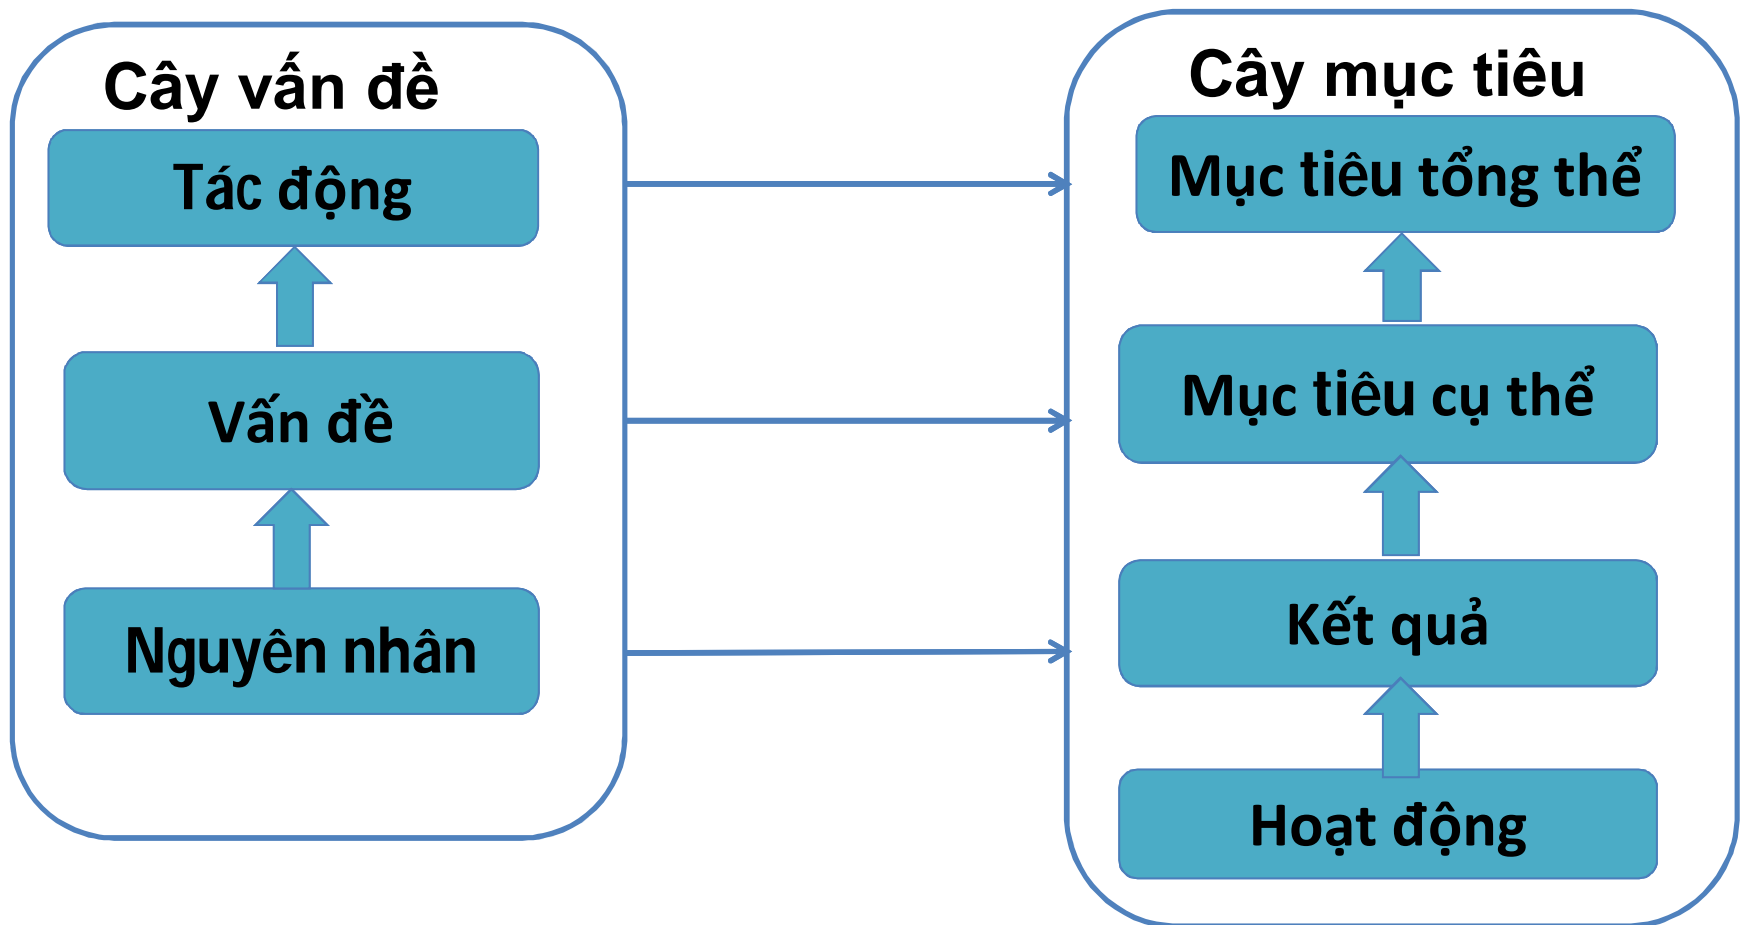 Cây vấn đề
Tác động
Vấn đề
Nguyên nhân
Cây mục tiêu
Mục tiêu tổng thể
Mục tiêu cụ thể
Kết quả
Hoạt động